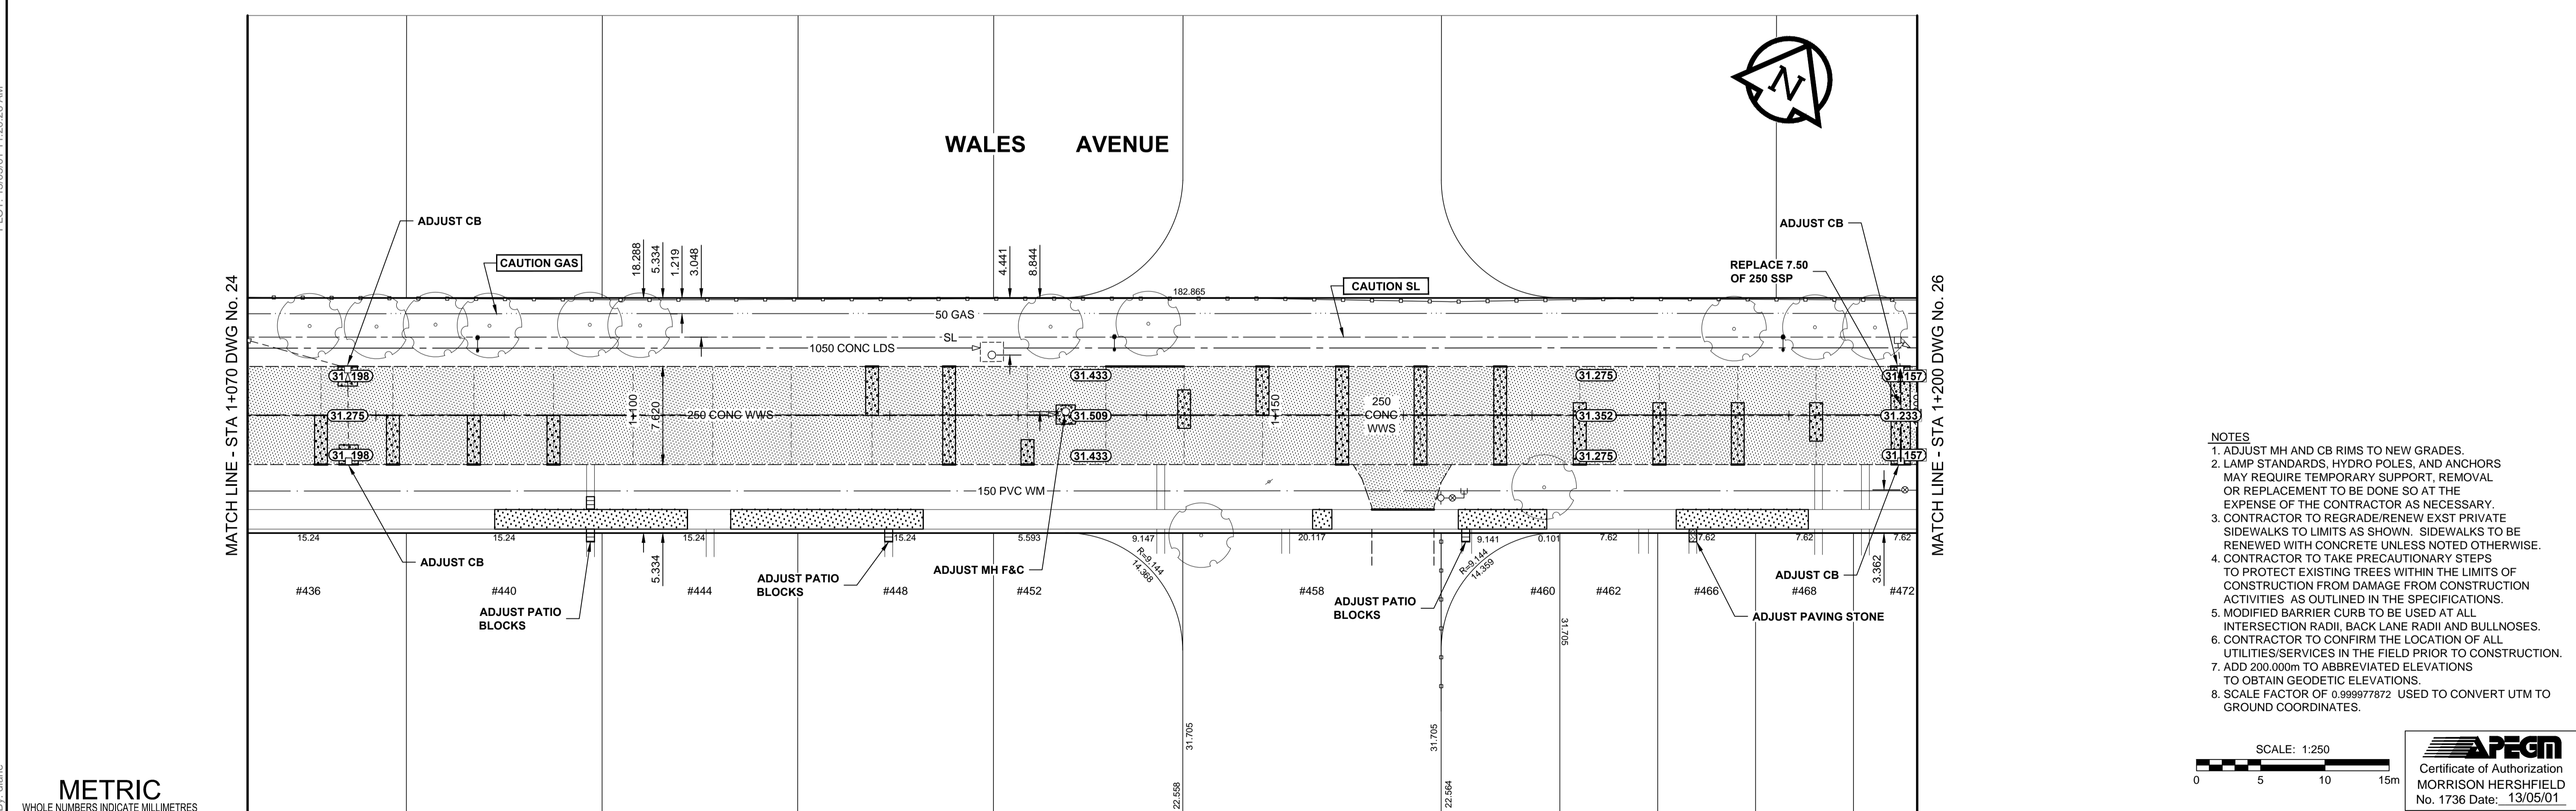 WALES AVENUE
N
ADJUST CB
ADJUST CB
CAUTION GAS
18.288
5.334
1.219
3.048
4.441
8.844
REPLACE 7.50
OF 250 SSP
CAUTION SL
182.865
MATCH LINE - STA 1+070 DWG No. 24
MATCH LINE - STA 1+200 DWG No. 26
50 GAS
SL
1050 CONC LDS
31.198
31.433
31.275
31.157
31.275
1+100
7.620
250 CONC WWS
31.509
1+150
250
CONC
WWS
31.352
31.233
31.198
31.433
31.275
31.157
150 PVC WM
15.24
15.24
15.24
15.24
5.593
9.147
20.117
9.141
0.101
7.62
7.62
7.62
7.62
ADJUST CB
5.334
ADJUST PATIO
BLOCKS
ADJUST MH F&C
R=9.144
14.368
R=9.144
14.359
ADJUST CB
3.362
#436
#440
#444
#448
#452
#458
#460
#462
#466
#468
#472
ADJUST PATIO
BLOCKS
ADJUST PATIO
BLOCKS
ADJUST PAVING STONE
31.705
31.705
31.705
22.558
22.564
NOTES
1. ADJUST MH AND CB RIMS TO NEW GRADES.
2. LAMP STANDARDS, HYDRO POLES, AND ANCHORS
MAY REQUIRE TEMPORARY SUPPORT, REMOVAL
OR REPLACEMENT TO BE DONE SO AT THE
EXPENSE OF THE CONTRACTOR AS NECESSARY.
3. CONTRACTOR TO REGRADE/RENEW EXST PRIVATE
SIDEWALKS TO LIMITS AS SHOWN. SIDEWALKS TO BE
RENEWED WITH CONCRETE UNLESS NOTED OTHERWISE.
4. CONTRACTOR TO TAKE PRECAUTIONARY STEPS
TO PROTECT EXISTING TREES WITHIN THE LIMITS OF
CONSTRUCTION FROM DAMAGE FROM CONSTRUCTION
ACTIVITIES AS OUTLINED IN THE SPECIFICATIONS.
5. MODIFIED BARRIER CURB TO BE USED AT ALL
INTERSECTION RADII, BACK LANE RADII AND BULLNOSES.
6. CONTRACTOR TO CONFIRM THE LOCATION OF ALL
UTILITIES/SERVICES IN THE FIELD PRIOR TO CONSTRUCTION.
7. ADD 200.000m TO ABBREVIATED ELEVATIONS
TO OBTAIN GEODETIC ELEVATIONS.
8. SCALE FACTOR OF 0.999977872 USED TO CONVERT UTM TO
GROUND COORDINATES.
SCALE: 1:250
0 5 10 15m
APEGM
Certificate of Authorization
MORRISON HERSHFIELD
No. 1736 Date: 13/05/01
METRIC
WHOLE NUMBERS INDICATE MILLIMETRES